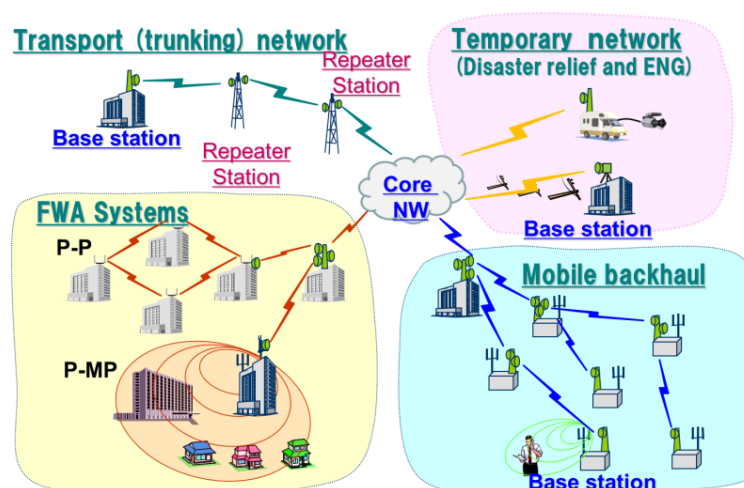 Transport (trunking) network
Repeater
Station
Base station
Repeater
Station
Temporary network
(Disaster relief and ENG)
Base station
Core
NW
FWA Systems
P-P
P-MP
Mobile backhaul
Base station